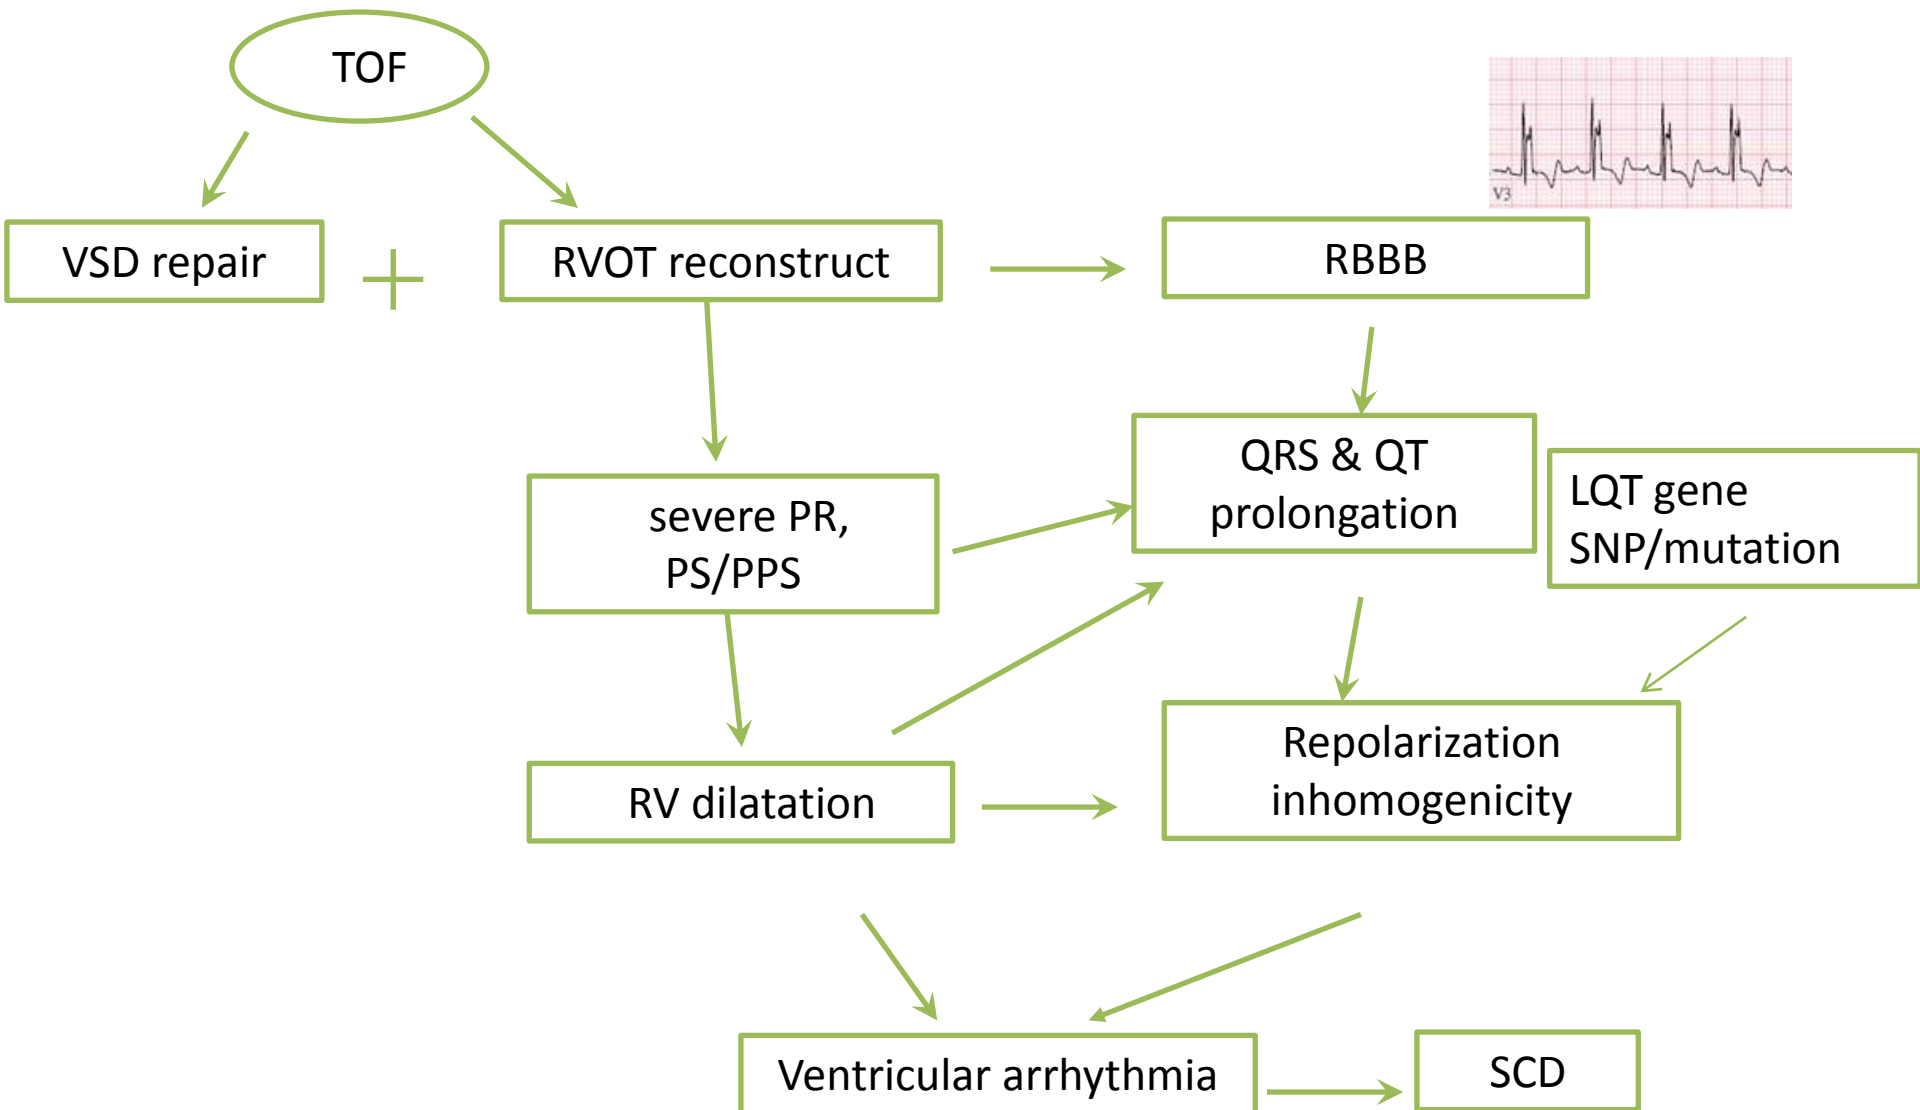 TOF
V3
VSD repair
RVOT reconstruct
RBBB
QRS & QT
prolongation
LQT gene
SNP/mutation
severe PR,
PS/PPS
Repolarization
inhomogenicity
RV dilatation
Ventricular arrhythmia
SCD